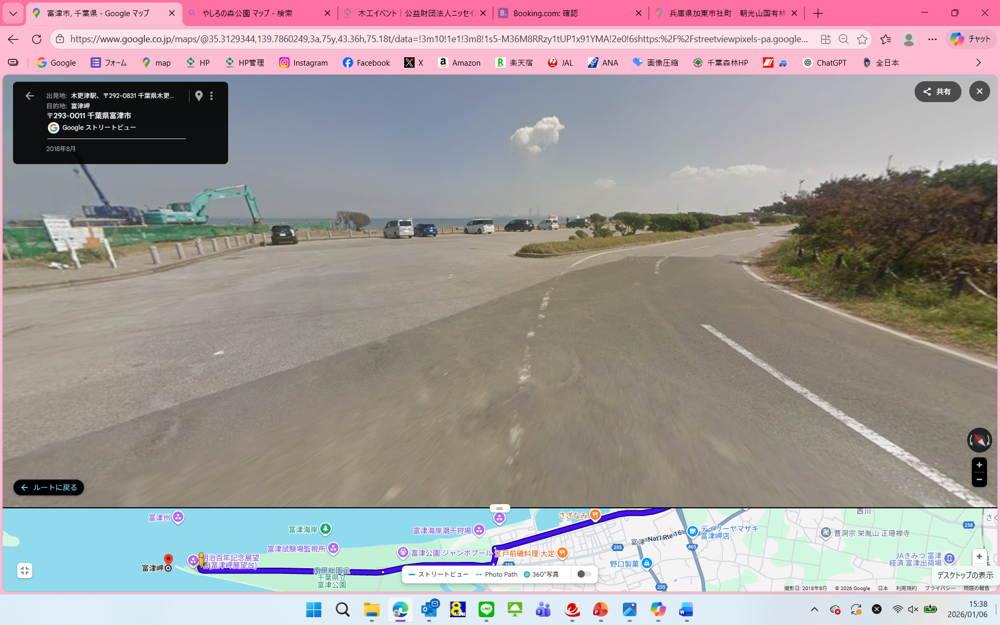 富津市, 千葉県 - Google マップ
やしろの森公園 マップ - 検索
木工イベント｜公益財団法人ニッセイ
Booking.com: 確認
兵庫県加東市社町　朝光山国有林
https://www.google.co.jp/maps/@35.3129344,139.7860249,3a,75y,43.36h,75.18t/data=!3m10!1e1!3m8!1s5-M36M8RRzy1tUP1x91YMA!2e0!6shttps:%2F%2Fstreetviewpixels-pa.google...
チャット
Google
フォーム
map
HP
HP管理
Instagram
Facebook
X
Amazon
楽天宿
JAL
ANA
画像圧縮
千葉森林HP
ChatGPT
全日本
出発地: 木更津駅、〒292-0831 千葉県木更...
目的地: 富津岬
〒293-0011 千葉県富津市
Google ストリートビュー
2018年8月
共有
©2019 Google
©2019 Google
ルートに戻る
富津州
富津海岸
富津海岸潮干狩場
さざなみ
西川
さく
158
デイリーヤマザキ
富津岬店
曹洞宗 栄胤山 正珊禅寺
富津
Nat'l Rte 16
465
255
富津試験場監視所
富津公園 ジャンボプール
江戸前磯料理 大定
明治百年記念展望
台(富津岬展望台)
富津岬
野口製菓
JAきみつ 富津
経済 富津出荷場
255
南房総国定
千葉県立
富津公園
ストリートビュー
Photo Path
360°写真
255
デスクトップの表示
撮影日: 2018年8月
© 2026 Google
日本
利用規約
プライバシー
問題の報告
15:38
2026/01/06